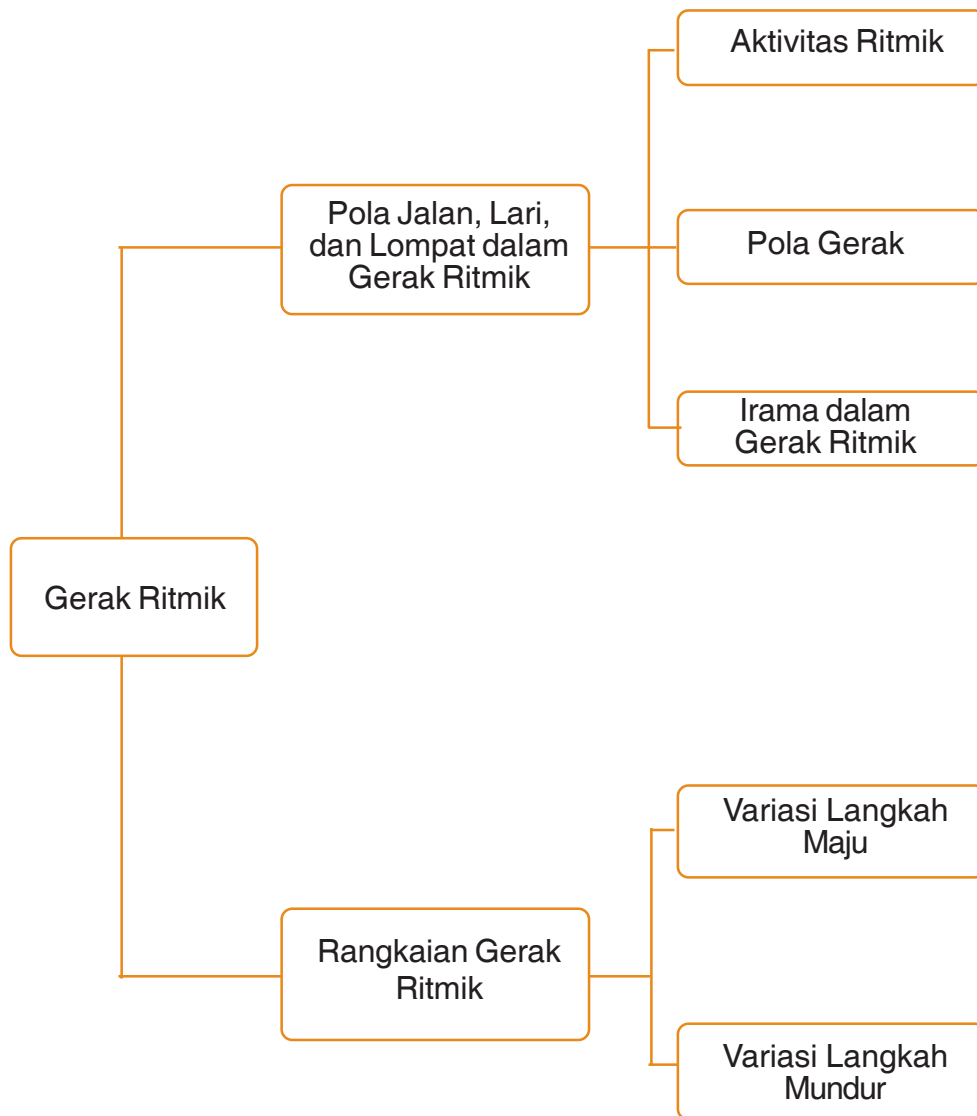 Aktivitas Ritmik
Pola Jalan, Lari,
dan Lompat dalam
Gerak Ritmik
Pola Gerak
Irama dalam
Gerak Ritmik
Gerak Ritmik
Variasi Langkah
Maju
Rangkaian Gerak
Ritmik
Variasi Langkah
Mundur